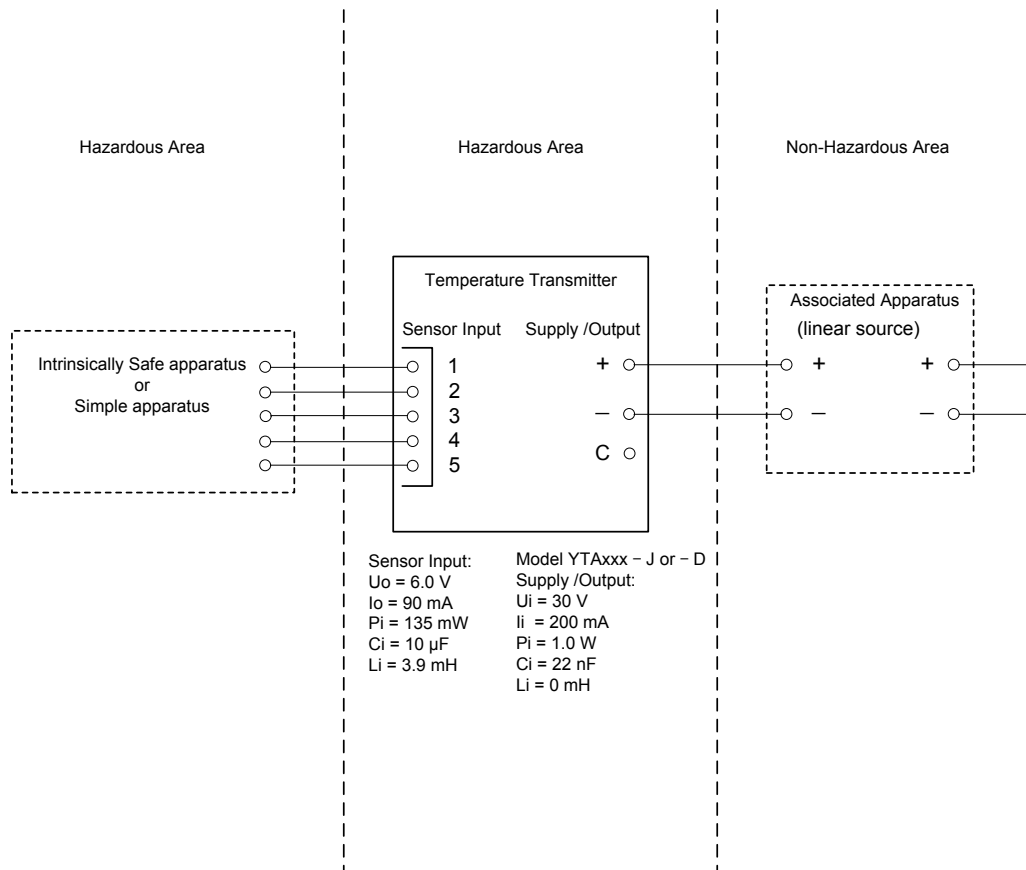 Hazardous Area
Hazardous Area
Non-Hazardous Area
Intrinsically Safe apparatus
or
Simple apparatus
Temperature Transmitter
Sensor Input
Supply /Output
1
2
3
4
5
+
−
C
Associated Apparatus
(linear source)
+
+
−
−
Sensor Input:
Uo = 6.0 V
Io = 90 mA
Pi = 135 mW
Ci = 10 µF
Li = 3.9 mH
Model YTAxxx − J or − D
Supply /Output:
Ui = 30 V
Ii = 200 mA
Pi = 1.0 W
Ci = 22 nF
Li = 0 mH